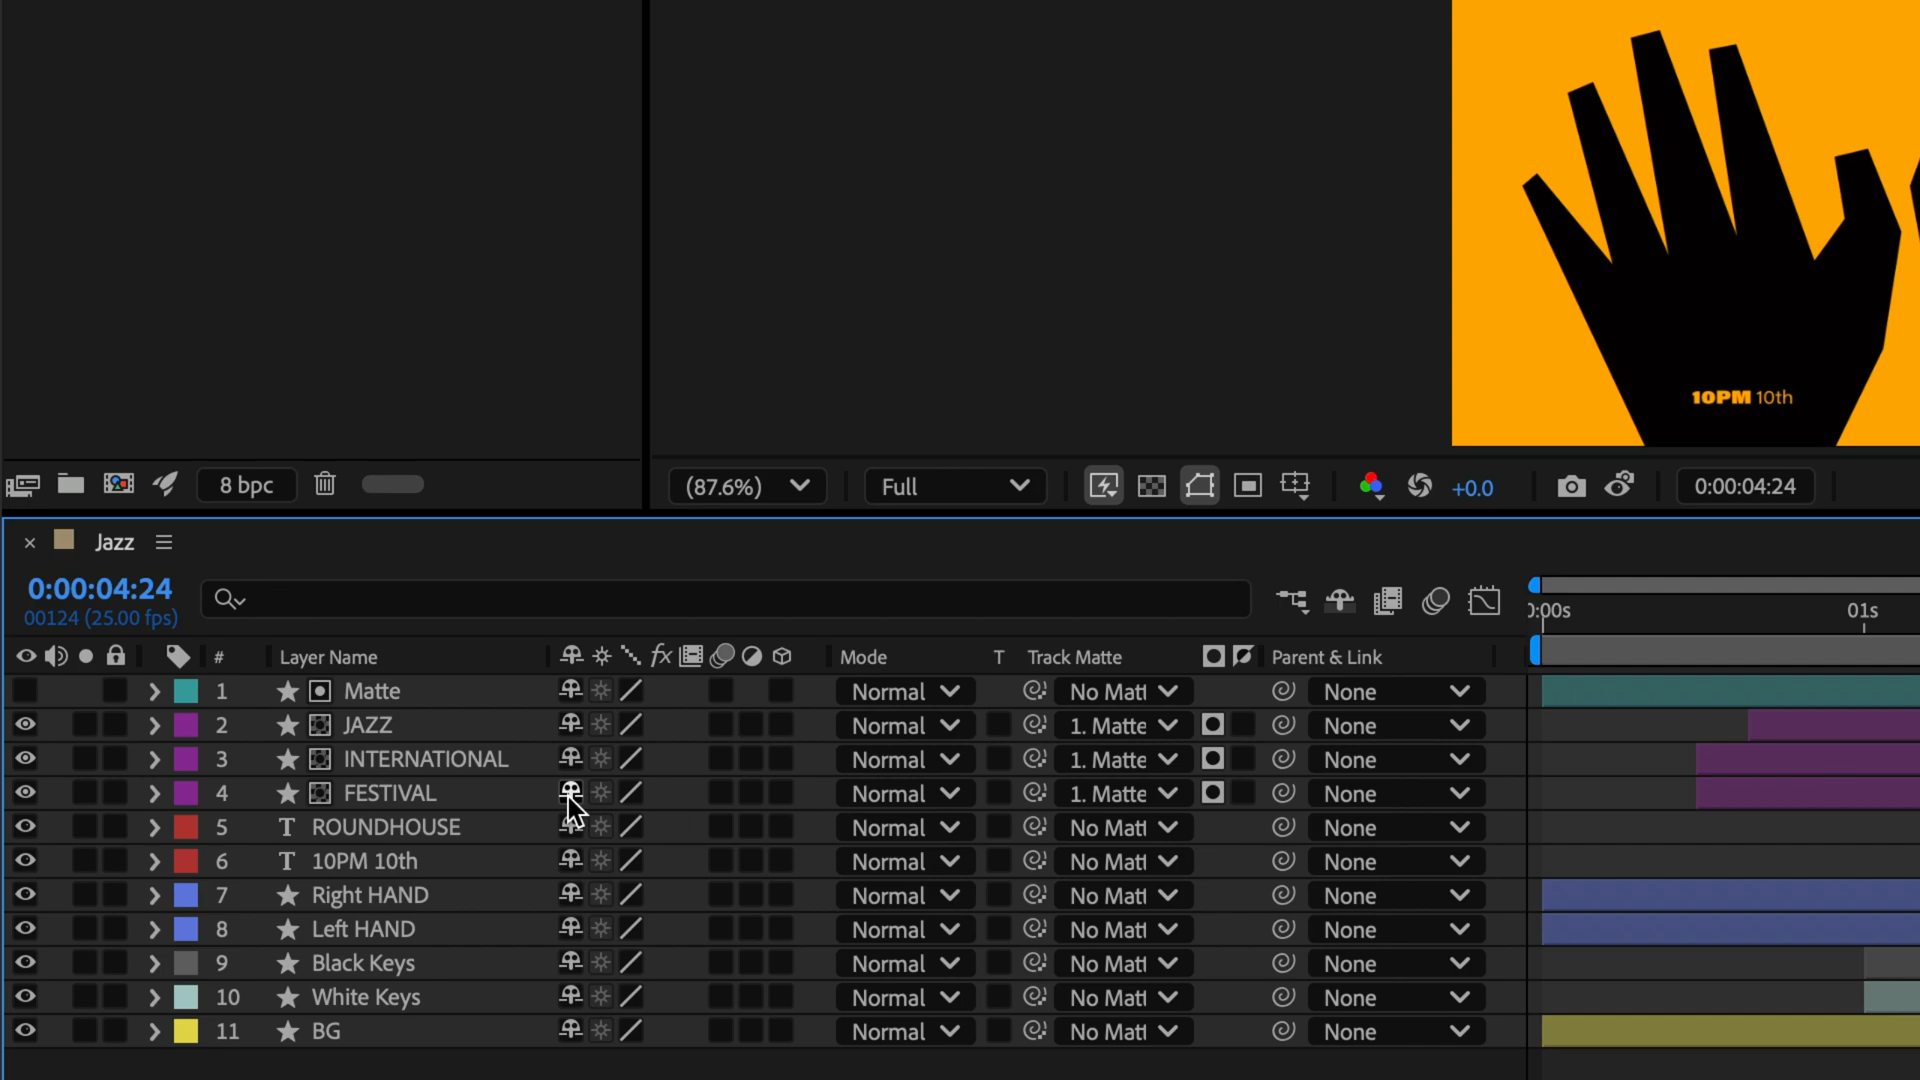 10PM 10th
8 bpc
(87.6%)
Full
+0.0
0:00:04:24
Jazz
0:00:04:24
00124 (25.00 fps)
0:00s
01s
#
Layer Name
fx
Mode
T
Track Matte
Parent & Link
1 Matte Normal No Matt None
2 JAZZ Normal 1. Matte None
3 INTERNATIONAL Normal 1. Matte None
4 FESTIVAL Normal 1. Matte None
5 T ROUNDHOUSE Normal No Matt None
6 T 10PM 10th Normal No Matt None
7 Right HAND Normal No Matt None
8 Left HAND Normal No Matt None
9 Black Keys Normal No Matt None
10 White Keys Normal No Matt None
11 BG Normal No Matt None